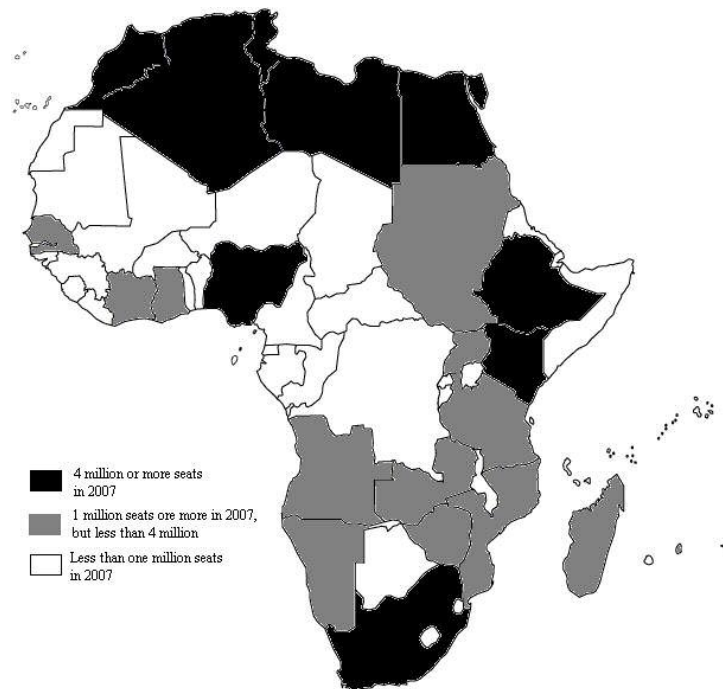 4 million or more seats
in 2007
1 million seats ore more in 2007,
but less than 4 million
Less than one million seats
in 2007